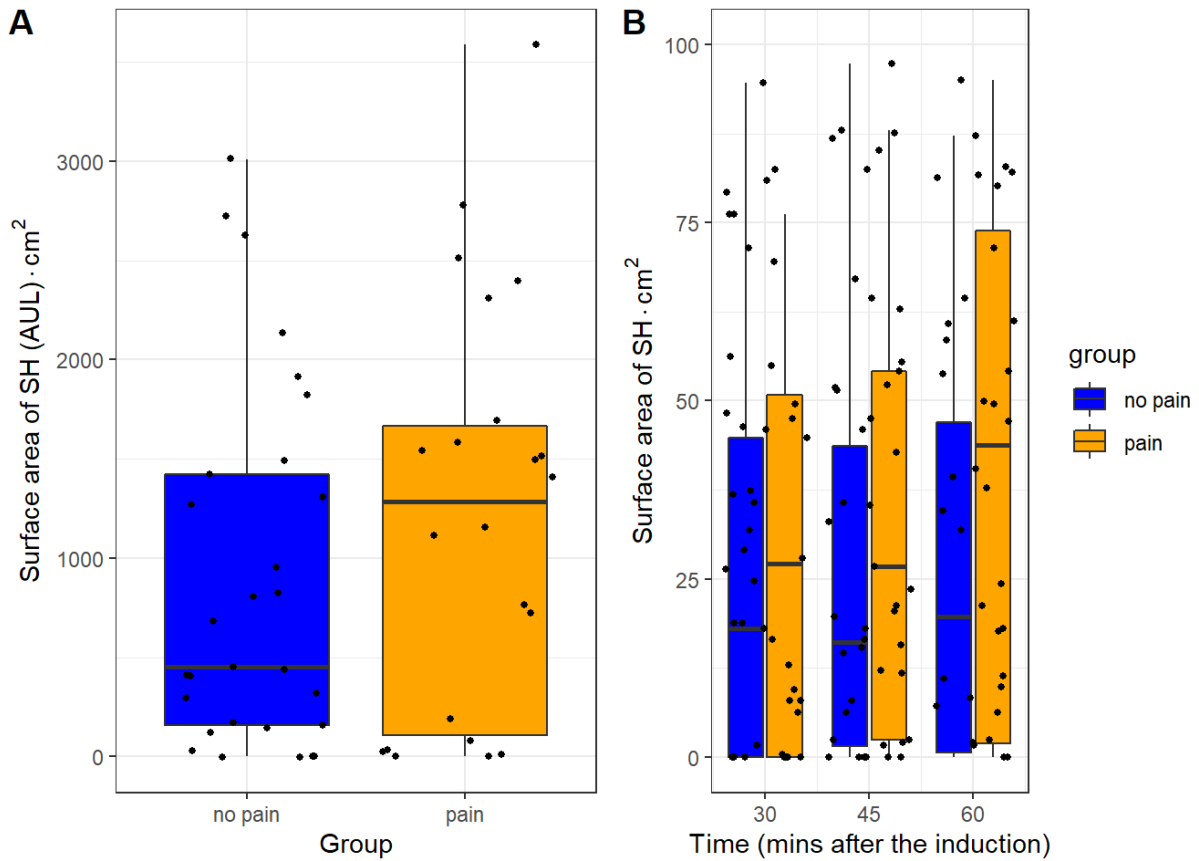 A
Surface area of SH (AUL)·cm²
3000
2000
1000
0
no pain
pain
Group
B
Surface area of SH·cm²
100
75
50
25
0
30
45
60
Time (mins after the induction)
group
no pain
pain